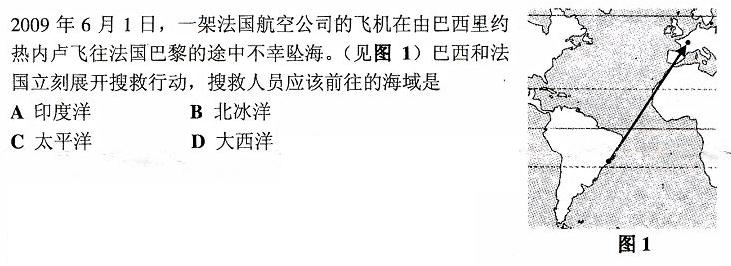 2009 年 6 月 1 日，一架法国航空公司的飞机在由巴西里约
热内卢飞往法国巴黎的途中不幸坠海。（见图 1）巴西和法
国立刻展开搜救行动，搜救人员应该前往的海域是
A 印度洋 B 北冰洋
C 太平洋 D 大西洋
图 1